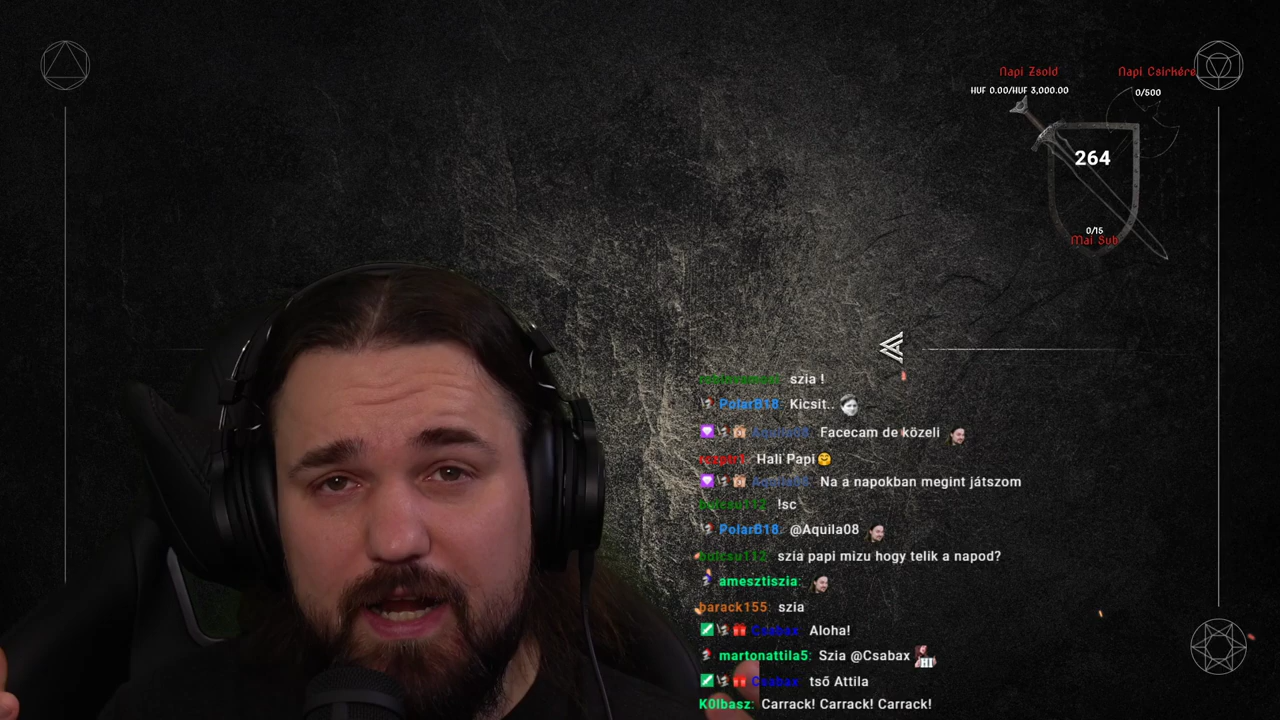 Napi Zsold
Napi Csirkére
HUF 0.00/HUF 3,000.00
0/500
264
0/15
Mai Sub
szia !
PolarB18: Kicsit..
Facecam de közeli
Hali Papi
Na a napokban megint játszom
!sc
PolarB18: @Aquila08
bulcsu112: szia papi mizu hogy telik a napod?
amesztiszia:
barack155: szia
Csabax: Aloha!
martonattila5: Szia @Csabax HI
Csabax: tső Attila
K0lbasz: Carrack! Carrack! Carrack!